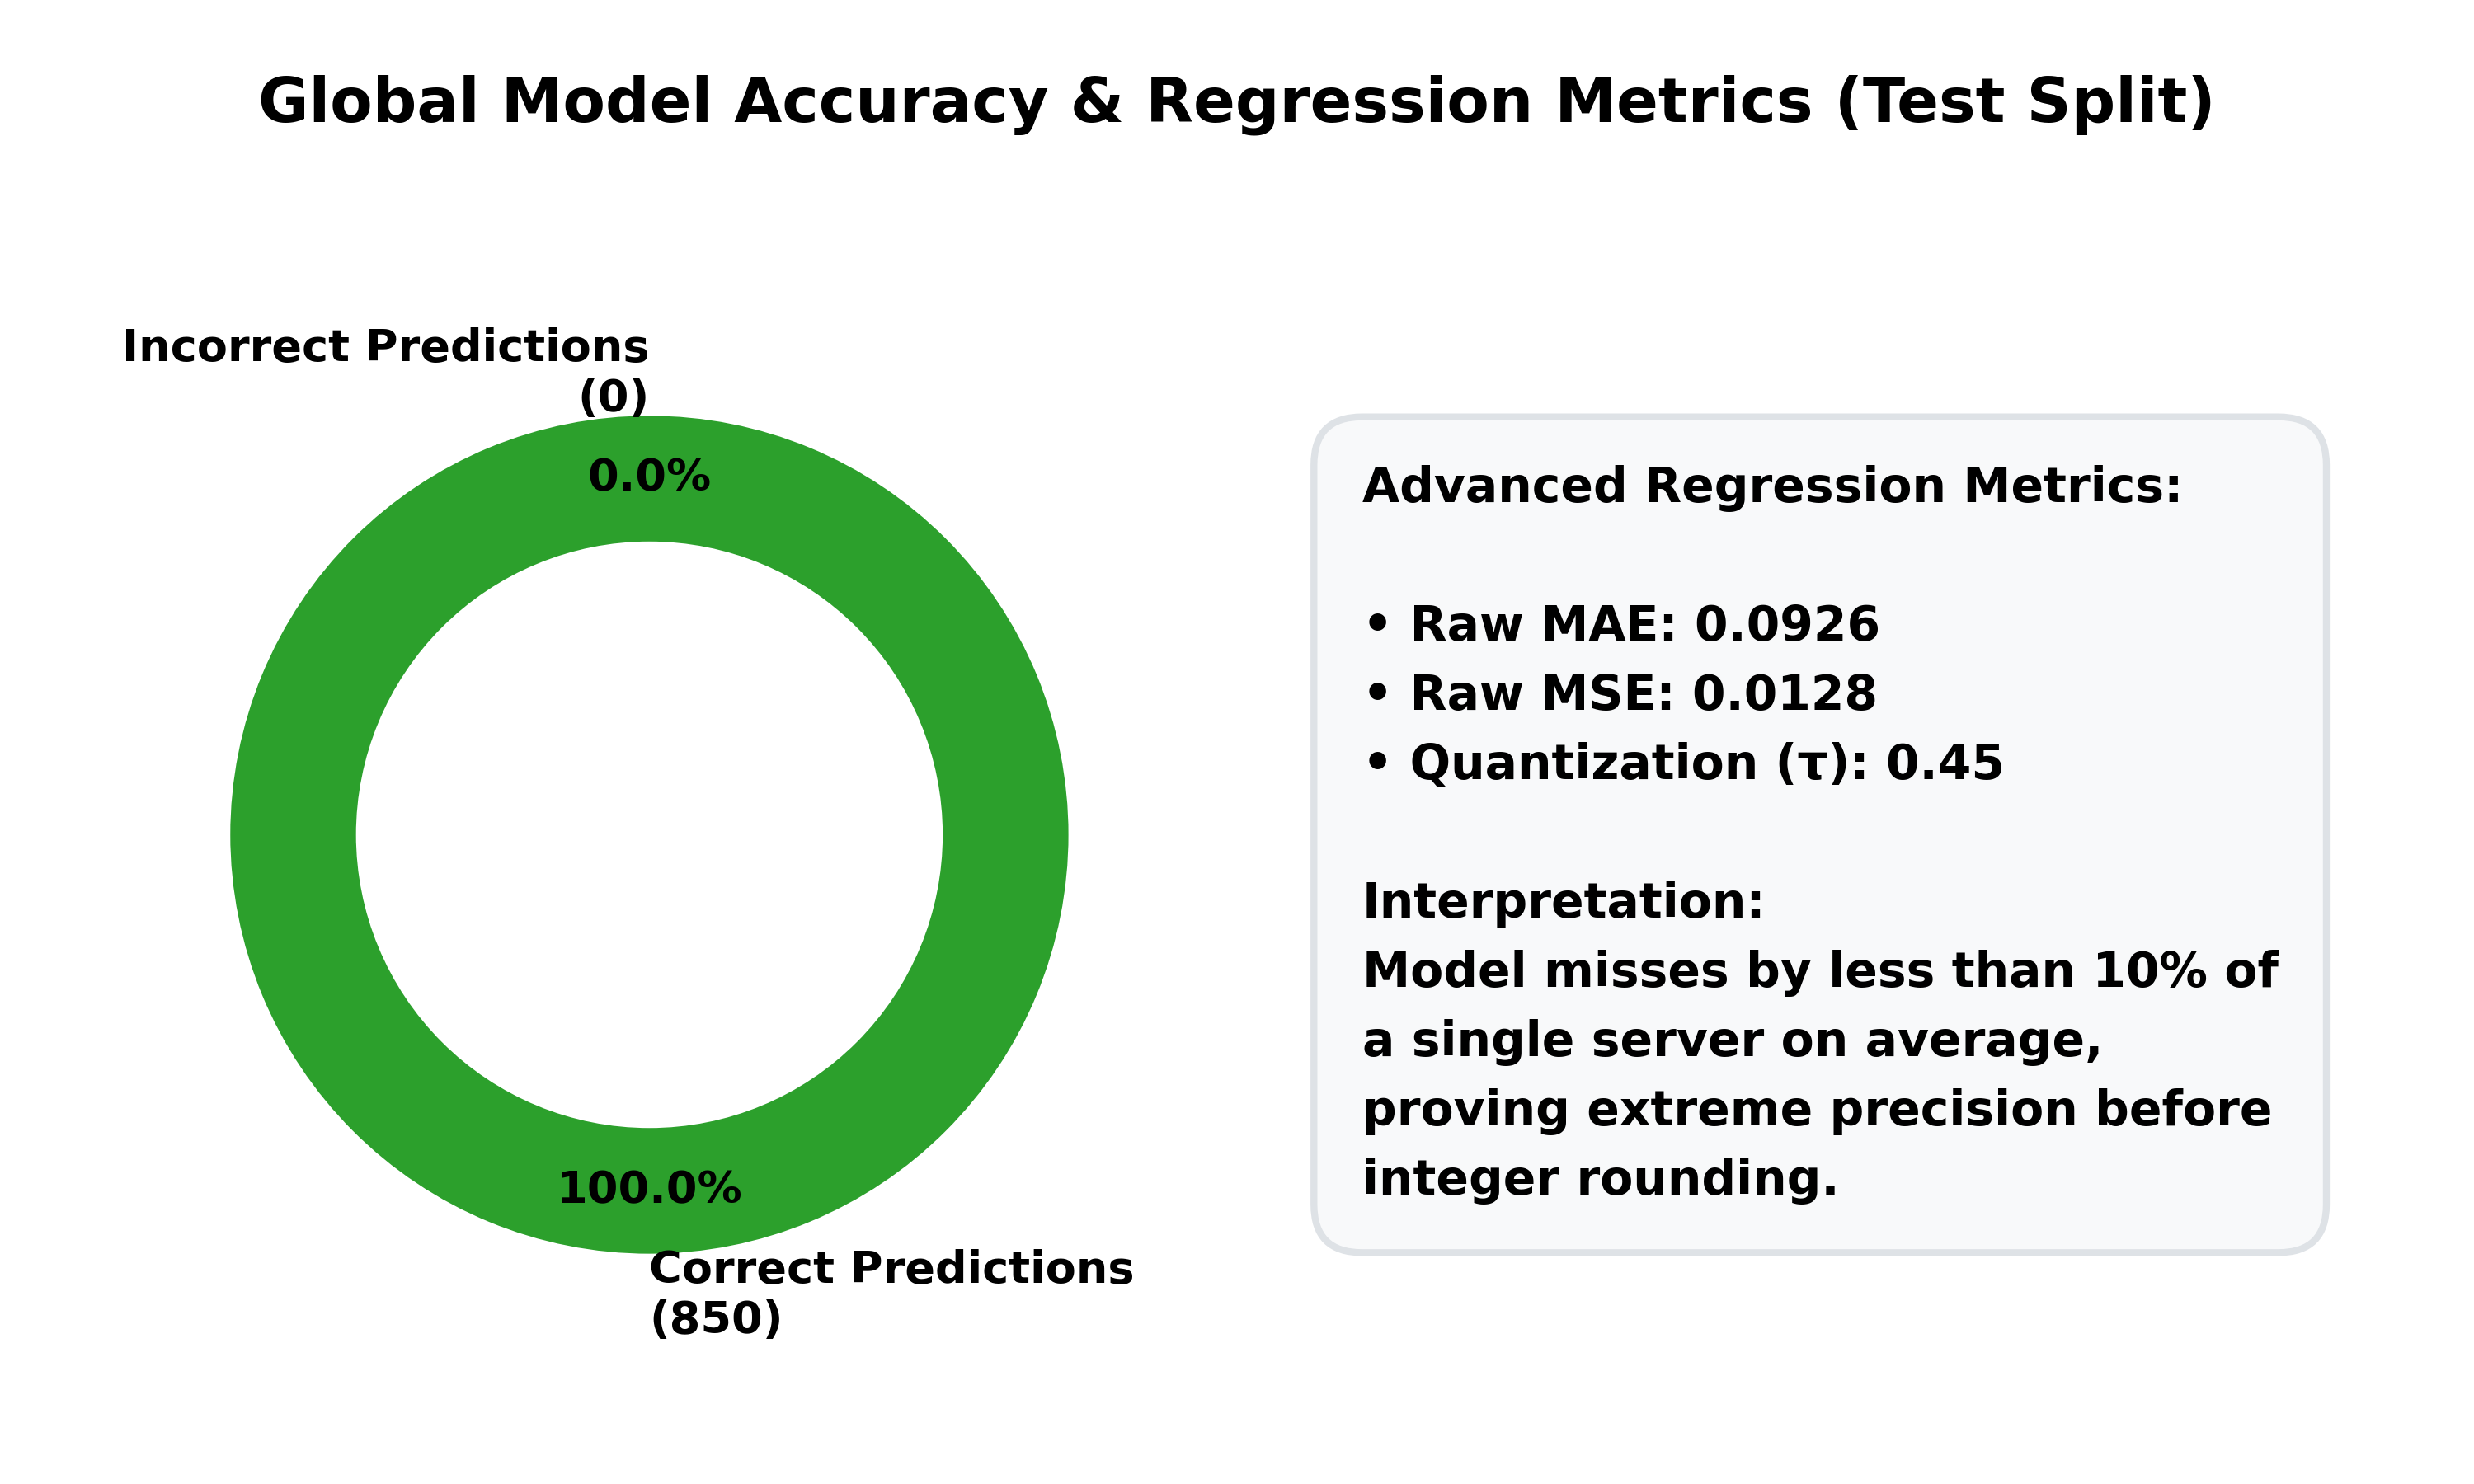 Global Model Accuracy & Regression Metrics (Test Split)
Incorrect Predictions
(0)
0.0%
100.0%
Correct Predictions
(850)
Advanced Regression Metrics:
• Raw MAE: 0.0926
• Raw MSE: 0.0128
• Quantization (τ): 0.45
Interpretation:
Model misses by less than 10% of
a single server on average,
proving extreme precision before
integer rounding.